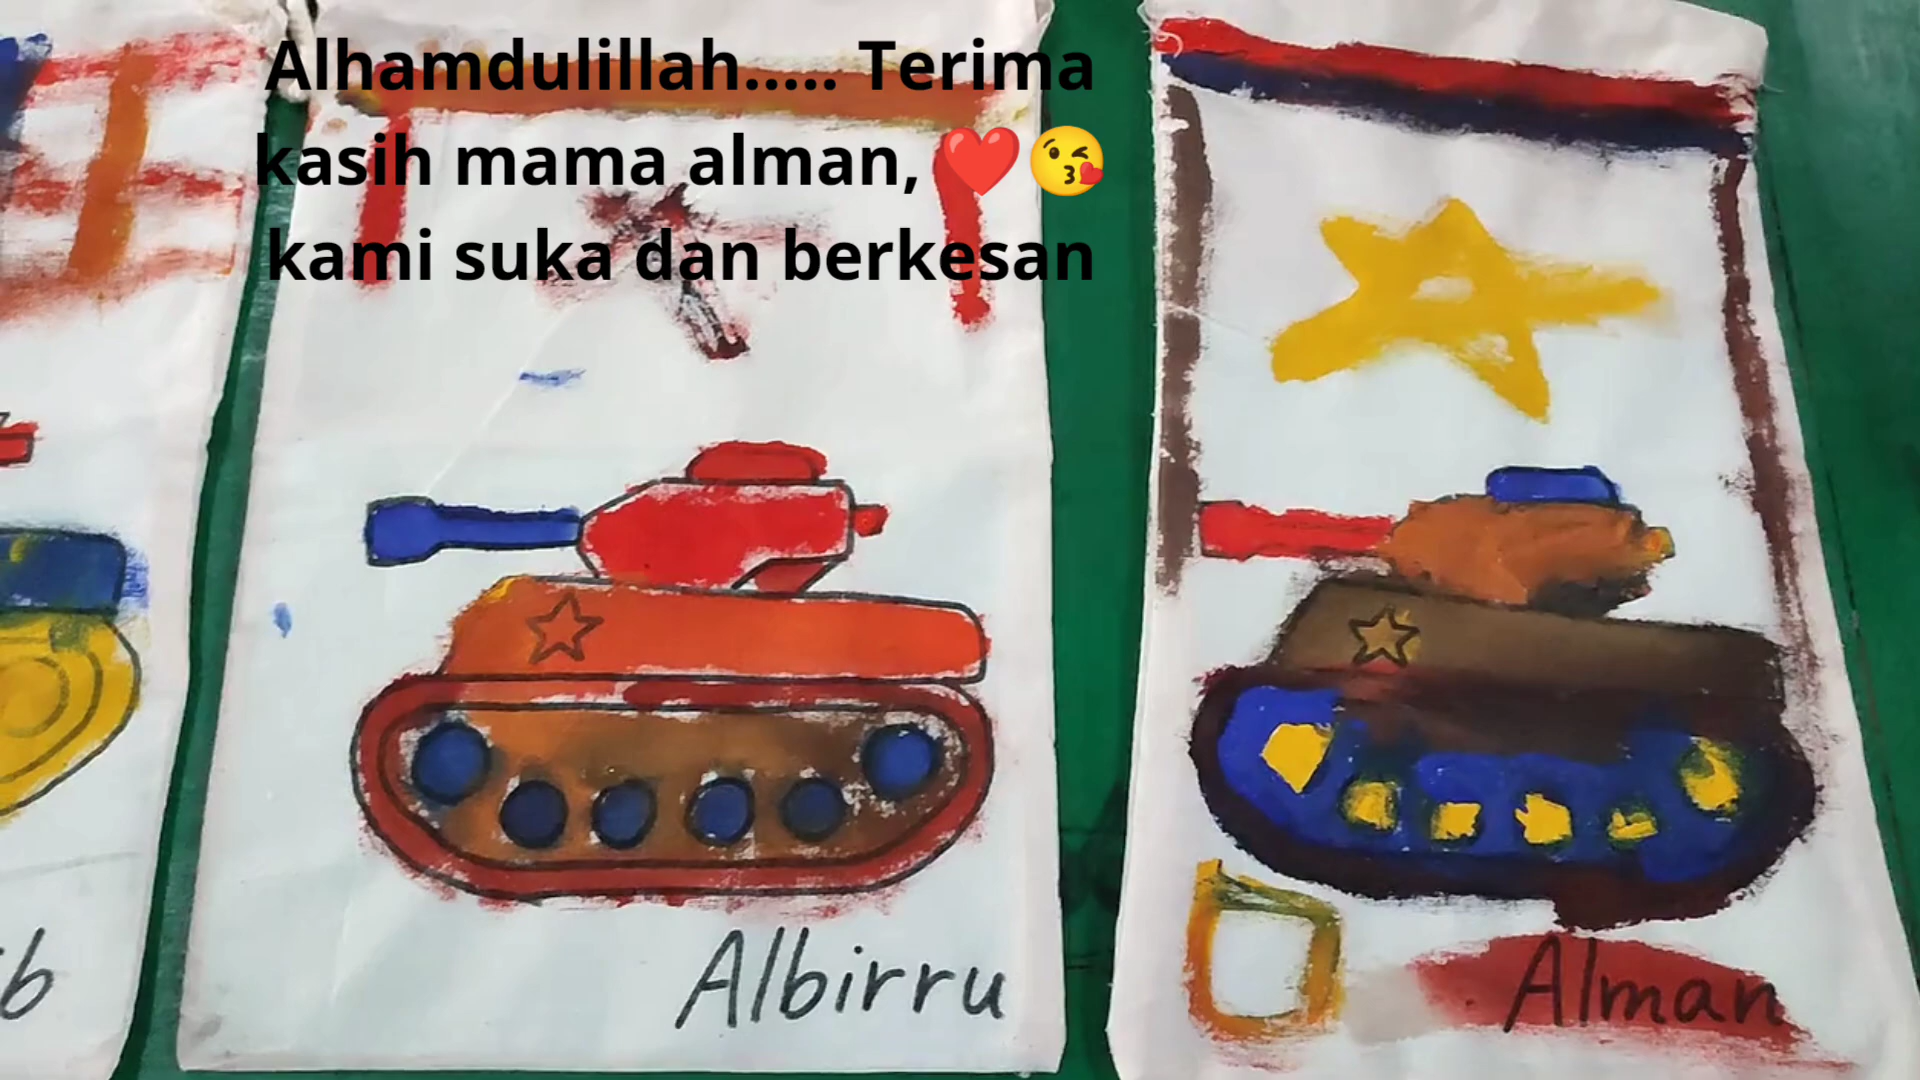 Alhamdulillah..... Terima
kasih mama alman, ❤️😘
kami suka dan berkesan
b
Albirru
Alman